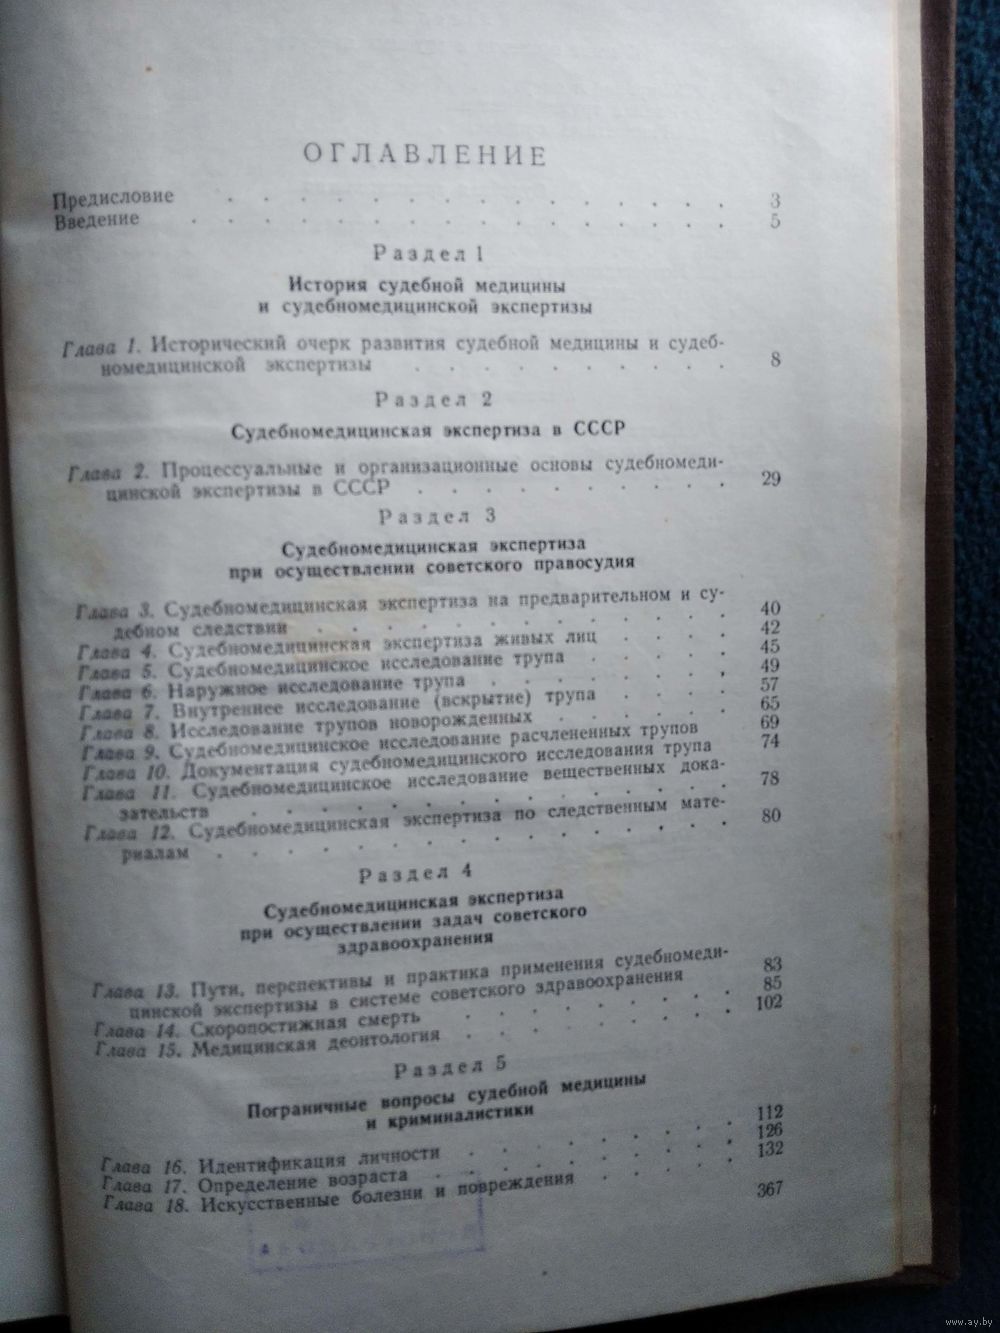 ОГЛАВЛЕНИЕ
Предисловие . . . . . . . . . . . . . . . 3
Введение . . . . . . . . . . . . . . . 5
Раздел 1
История судебной медицины
и судебномедицинской экспертизы
Глава 1. Исторический очерк развития судебной медицины и судеб-
номедицинской экспертизы . . . . . . . . . . 8
Раздел 2
Судебномедицинская экспертиза в СССР
Глава 2. Процессуальные и организационные основы судебномеди-
цинской экспертизы в СССР . . . . . . . . . . 29
Раздел 3
Судебномедицинская экспертиза
при осуществлении советского правосудия
Глава 3. Судебномедицинская экспертиза на предварительном и су-
дебном следствии . . . . . . . . . . . . 40
Глава 4. Судебномедицинская экспертиза живых лиц . . . . 42
Глава 5. Судебномедицинское исследование трупа . . . . . 45
Глава 6. Наружное исследование трупа . . . . . . . 49
Глава 7. Внутреннее исследование (вскрытие) трупа . . . . 57
Глава 8. Исследование трупов новорожденных . . . . . 65
Глава 9. Судебномедицинское исследование расчлененных трупов 69
Глава 10. Документация судебномедицинского исследования трупа 74
Глава 11. Судебномедицинское исследование вещественных дока-
зательств . . . . . . . . . . . . . . 78
Глава 12. Судебномедицинская экспертиза по следственным мате-
риалам . . . . . . . . . . . . . . . 80
Раздел 4
Судебномедицинская экспертиза
при осуществлении задач советского
здравоохранения
Глава 13. Пути, перспективы и практика применения судебномеди-
цинской экспертизы в системе советского здравоохранения 83
Глава 14. Скоропостижная смерть . . . . . . . . 85
Глава 15. Медицинская деонтология . . . . . . . . 102
Раздел 5
Пограничные вопросы судебной медицины
и криминалистики
Глава 16. Идентификация личности . . . . . . . . 112
Глава 17. Определение возраста . . . . . . . . . 126
Глава 18. Искусственные болезни и повреждения . . . . . 132
367
www.ay.by